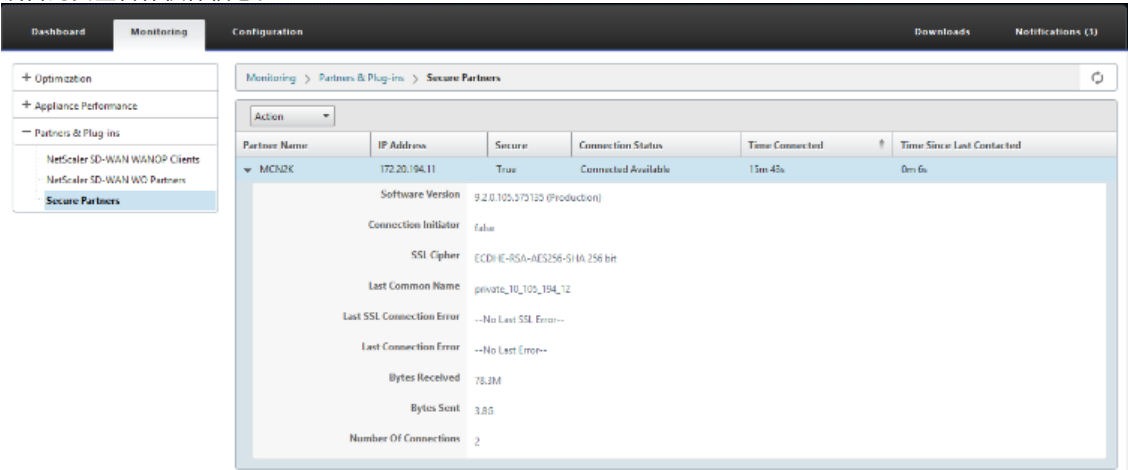 Dashboard Monitoring Configuration Downloads Notifications (1)
+ Optimization
+ Appliance Performance
— Partners & Plug-ins
NetScaler SD-WAN WANOP Clients
NetScaler SD-WAN WO Partners
Secure Partners
Monitoring > Partners & Plug-ins > Secure Partners
Action
Partner Name IP Address Secure Connection Status Time Connected Time Since Last Contacted
MCN2K 172.20.194.11 True Connected Available 15m 43s 0m 6s
Software Version 9.2.0.105.575135 (Production)
Connection Initiator false
SSL Cipher ECDHE-RSA-AES256-SHA 256 bit
Last Common Name private_10_105_194_12
Last SSL Connection Error --No Last SSL Error--
Last Connection Error --No Last Error--
Bytes Received 78.3M
Bytes Sent 3.8G
Number Of Connections 2